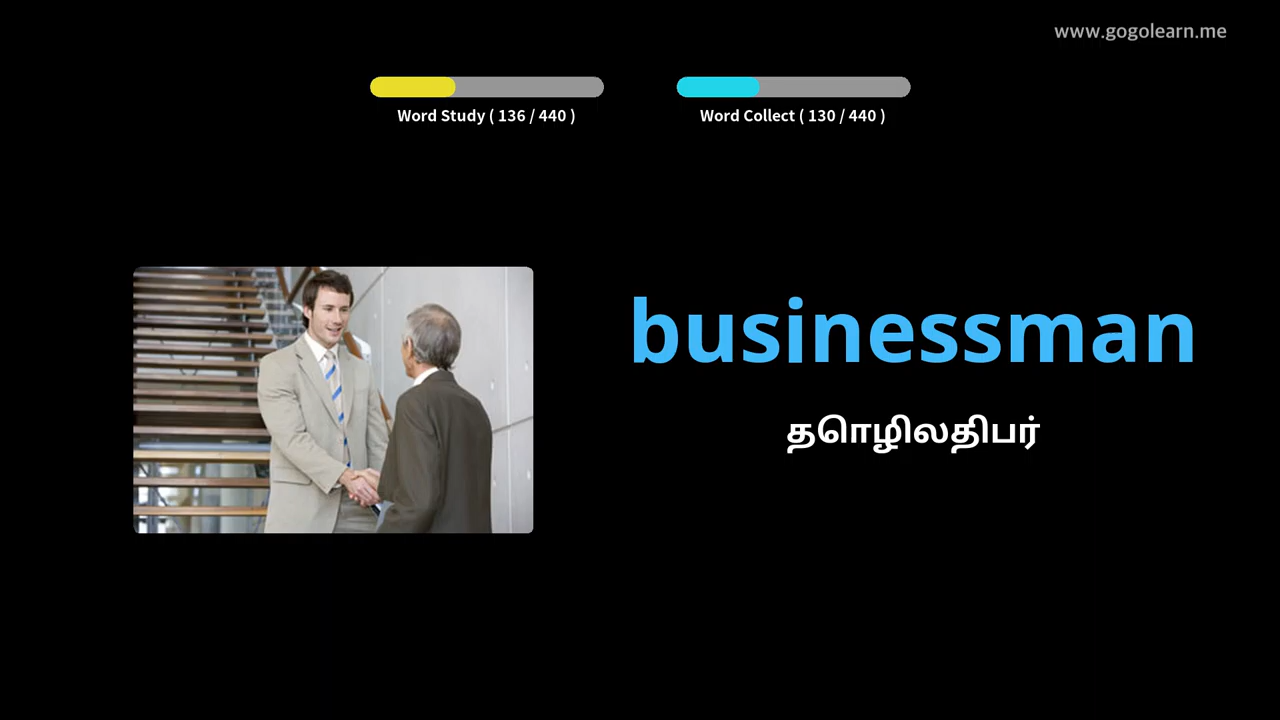 www.gogolearn.me
Word Study ( 136 / 440 )
Word Collect ( 130 / 440 )
businessman
தொழிலதிபர்